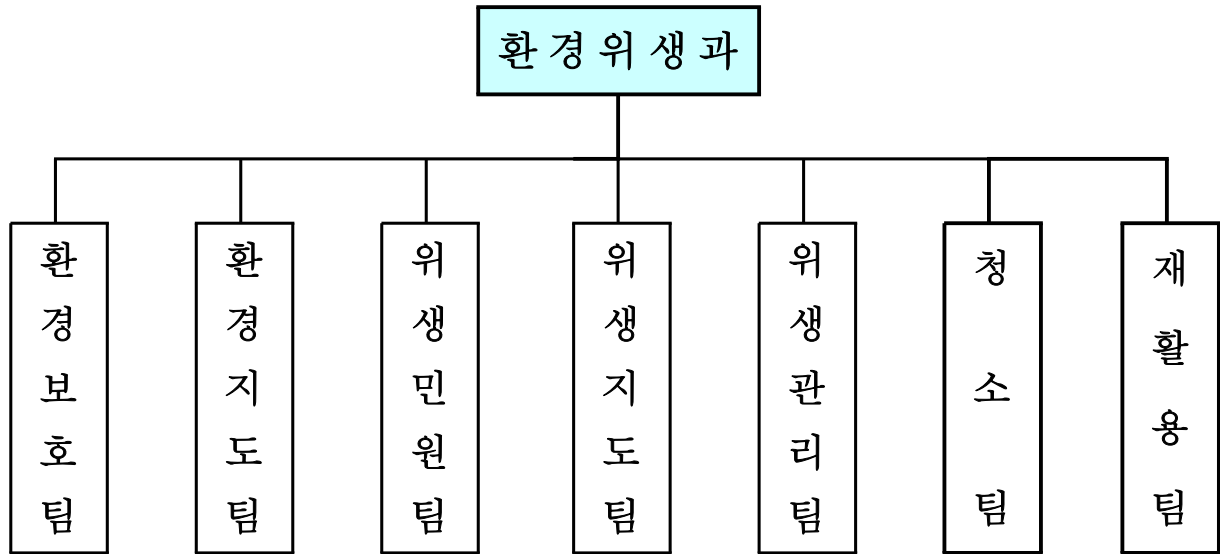 환경위생과
환경보호팀
환경지도팀
위생민원팀
위생지도팀
위생관리팀
청소팀
재활용팀